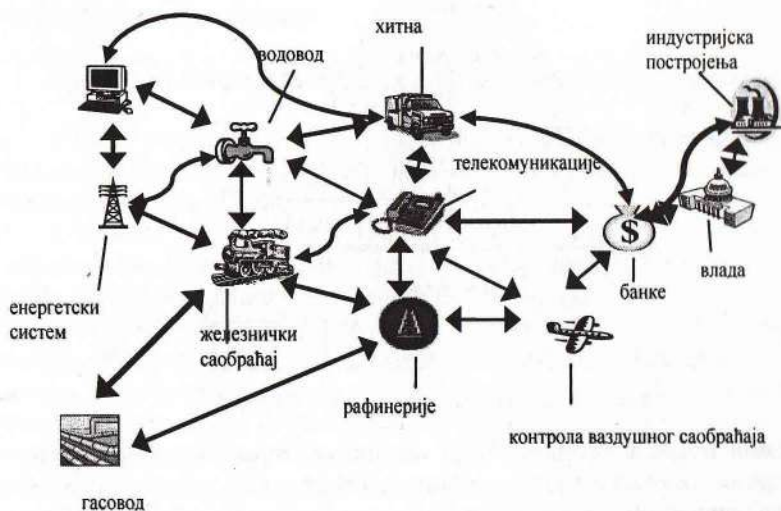 хитна
водовод
индустријска
постројења
телекомуникације
влада
банке
енергетски
систем
железнички
саобраћај
рафинерије
контрола ваздушног саобраћаја
гасовод
$